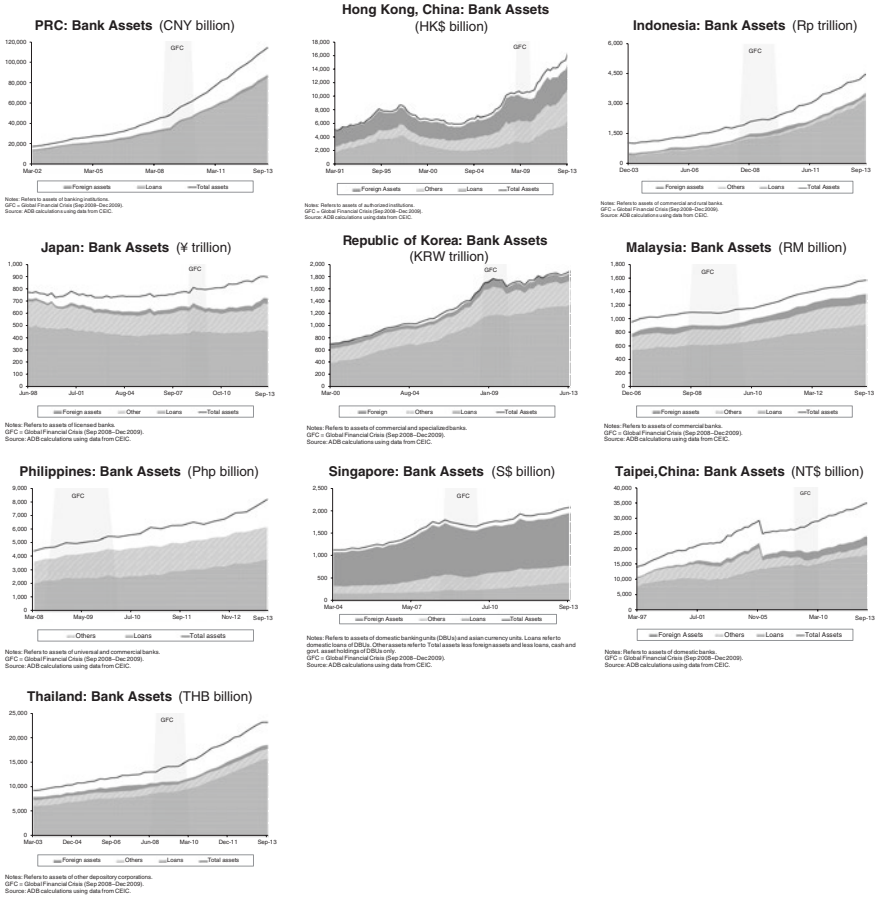 PRC: Bank Assets (CNY billion)
120,000
100,000
80,000
60,000
40,000
20,000
0
GFC
Mar-02 Mar-05 Mar-08 Mar-11 Sep-13
Foreign assets Loans Total Assets
Notes: Refers to assets of banking institutions.
GFC = Global Financial Crisis (Sep 2008–Dec 2009).
Source: ADB calculations using data from CEIC.
Hong Kong, China: Bank Assets
(HK$ billion)
18,000
16,000
14,000
12,000
10,000
8,000
6,000
4,000
2,000
0
GFC
Mar-91 Sep-95 Mar-00 Sep-04 Mar-09 Sep-13
Foreign Assets Others Loans Total Assets
Notes: Refers to assets of authorized institutions.
GFC = Global Financial Crisis (Sep 2008–Dec 2009).
Source: ADB calculations using data from CEIC.
Indonesia: Bank Assets (Rp trillion)
6,000
4,500
3,000
1,500
0
GFC
Dec-03 Jun-06 Dec-08 Jun-11 Sep-13
Foreign assets Others Loans Total assets
Notes: Refers to assets of commercial and rural banks.
GFC = Global Financial Crisis (Sep 2008–Dec 2009).
Source: ADB calculations using data from CEIC.
Japan: Bank Assets (¥ trillion)
1,000
900
800
700
600
500
400
300
200
100
0
GFC
Jun-98 Jul-01 Aug-04 Sep-07 Oct-10 Sep-13
Foreign assets Other Loans Total assets
Notes: Refers to assets of licensed banks.
GFC = Global Financial Crisis (Sep 2008–Dec 2009).
Source: ADB calculations using data from CEIC.
Republic of Korea: Bank Assets
(KRW trillion)
2,000
1,800
1,600
1,400
1,200
1,000
800
600
400
200
0
GFC
Mar-00 Aug-04 Jan-09 Jun-13
Foreign Others Loans Total Assets
Notes: Refers to assets of commercial and specialized banks.
GFC = Global Financial Crisis (Sep 2008–Dec 2009).
Source: ADB calculations using data from CEIC.
Malaysia: Bank Assets (RM billion)
1,800
1,600
1,400
1,200
1,000
800
600
400
200
0
GFC
Dec-06 Sep-08 Jun-10 Mar-12 Sep-13
Foreign assets Others Loans Total assets
Notes: Refers to assets of commercial banks.
GFC = Global Financial Crisis (Sep 2008–Dec 2009).
Source: ADB calculations using data from CEIC.
Philippines: Bank Assets (Php billion)
9,000
8,000
7,000
6,000
5,000
4,000
3,000
2,000
1,000
0
GFC
Mar-08 May-09 Jul-10 Sep-11 Nov-12 Sep-13
Others Loans Total assets
Notes: Refers to assets of universal and commercial banks.
GFC = Global Financial Crisis (Sep 2008–Dec 2009).
Source: ADB calculations using data from CEIC.
Singapore: Bank Assets (S$ billion)
2,500
2,000
1,500
1,000
500
0
GFC
Mar-04 May-07 Jul-10 Sep-13
Foreign Assets Others Loans Total Assets
Notes: Refers to assets of domestic banking units (DBUs) and asian currency units. Loans refer to
domestic loans of DBUs. Other assets refer to Total assets less foreign assets and less loans, cash and
govt. asset holdings of DBUs only.
GFC = Global Financial Crisis (Sep 2008–Dec 2009).
Source: ADB calculations using data from CEIC.
Taipei,China: Bank Assets (NT$ billion)
40,000
35,000
30,000
25,000
20,000
15,000
10,000
5,000
0
GFC
Mar-97 Jul-01 Nov-05 Mar-10 Sep-13
Foreign Assets Others Loans Total assets
Notes: Refers to assets of domestic banks.
GFC = Global Financial Crisis (Sep 2008–Dec 2009).
Source: ADB calculations using data from CEIC.
Thailand: Bank Assets (THB billion)
25,000
20,000
15,000
10,000
5,000
0
GFC
Mar-03 Dec-04 Sep-06 Jun-08 Mar-10 Dec-11 Sep-13
Foreign assets Others Loans Total assets
Notes: Refers to assets of other depository corporations.
GFC = Global Financial Crisis (Sep 2008–Dec 2009).
Source: ADB calculations using data from CEIC.